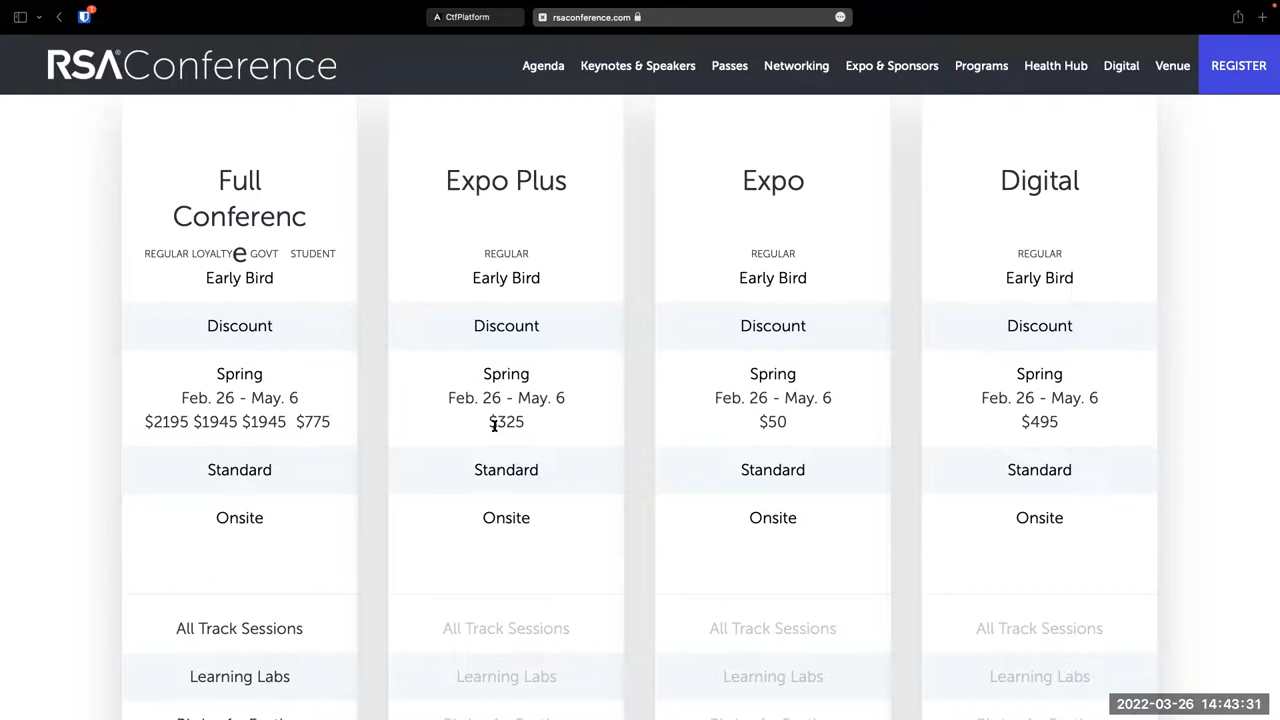 CtfPlatform
rsaconference.com
1
RSAConference
Agenda Keynotes & Speakers Passes Networking Expo & Sponsors Programs Health Hub Digital Venue REGISTER
Full
Conferenc
e
REGULAR LOYALTY GOVT STUDENT
Early Bird
Discount
Spring
Feb. 26 - May. 6
$2195 $1945 $1945 $775
Standard
Onsite
All Track Sessions
Learning Labs
Expo Plus
REGULAR
Early Bird
Discount
Spring
Feb. 26 - May. 6
$325
Standard
Onsite
All Track Sessions
Learning Labs
Expo
REGULAR
Early Bird
Discount
Spring
Feb. 26 - May. 6
$50
Standard
Onsite
All Track Sessions
Learning Labs
Digital
REGULAR
Early Bird
Discount
Spring
Feb. 26 - May. 6
$495
Standard
Onsite
All Track Sessions
Learning Labs
2022-03-26 14:43:31